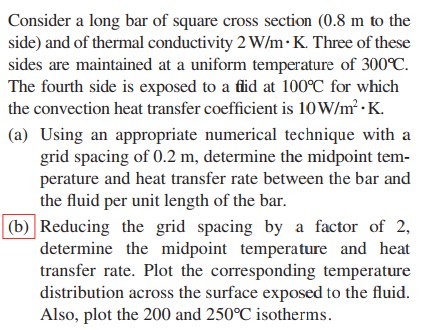 Consider a long bar of square cross section (0.8 m to the
side) and of thermal conductivity 2 W/m · K. Three of these
sides are maintained at a uniform temperature of 300°C.
The fourth side is exposed to a flid at 100°C for which
the convection heat transfer coefficient is 10 W/m² · K.
(a) Using an appropriate numerical technique with a
grid spacing of 0.2 m, determine the midpoint tem-
perature and heat transfer rate between the bar and
the fluid per unit length of the bar.
(b) Reducing the grid spacing by a factor of 2,
determine the midpoint temperature and heat
transfer rate. Plot the corresponding temperature
distribution across the surface exposed to the fluid.
Also, plot the 200 and 250°C isotherms.